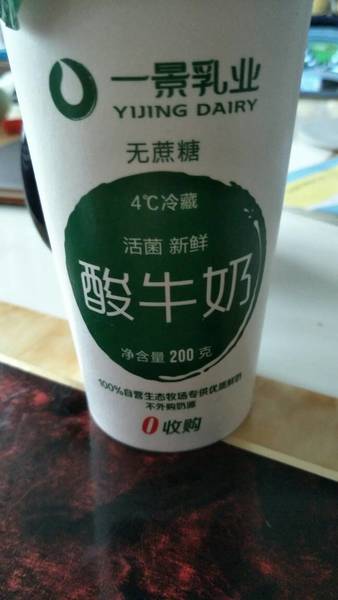 一景乳业
YIJING DAIRY
无蔗糖
4℃冷藏
活菌 新鲜
酸牛奶
净含量 200 克
100%自营生态牧场专供优质鲜奶
不外购奶源
0 收购